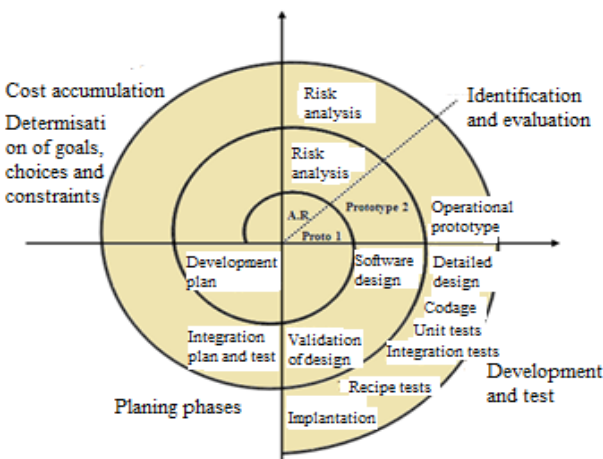 Cost accumulation
Determisati
on of goals,
choices and
constraints
Risk
analysis
Identification
and evaluation
Risk
analysis
A.R.
Prototype 2
Proto 1
Operational
prototype
Development
plan
Software
design
Detailed
design
Codage
Unit tests
Integration tests
Integration
plan and test
Validation
of design
Recipe tests
Development
and test
Planing phases
Implantation